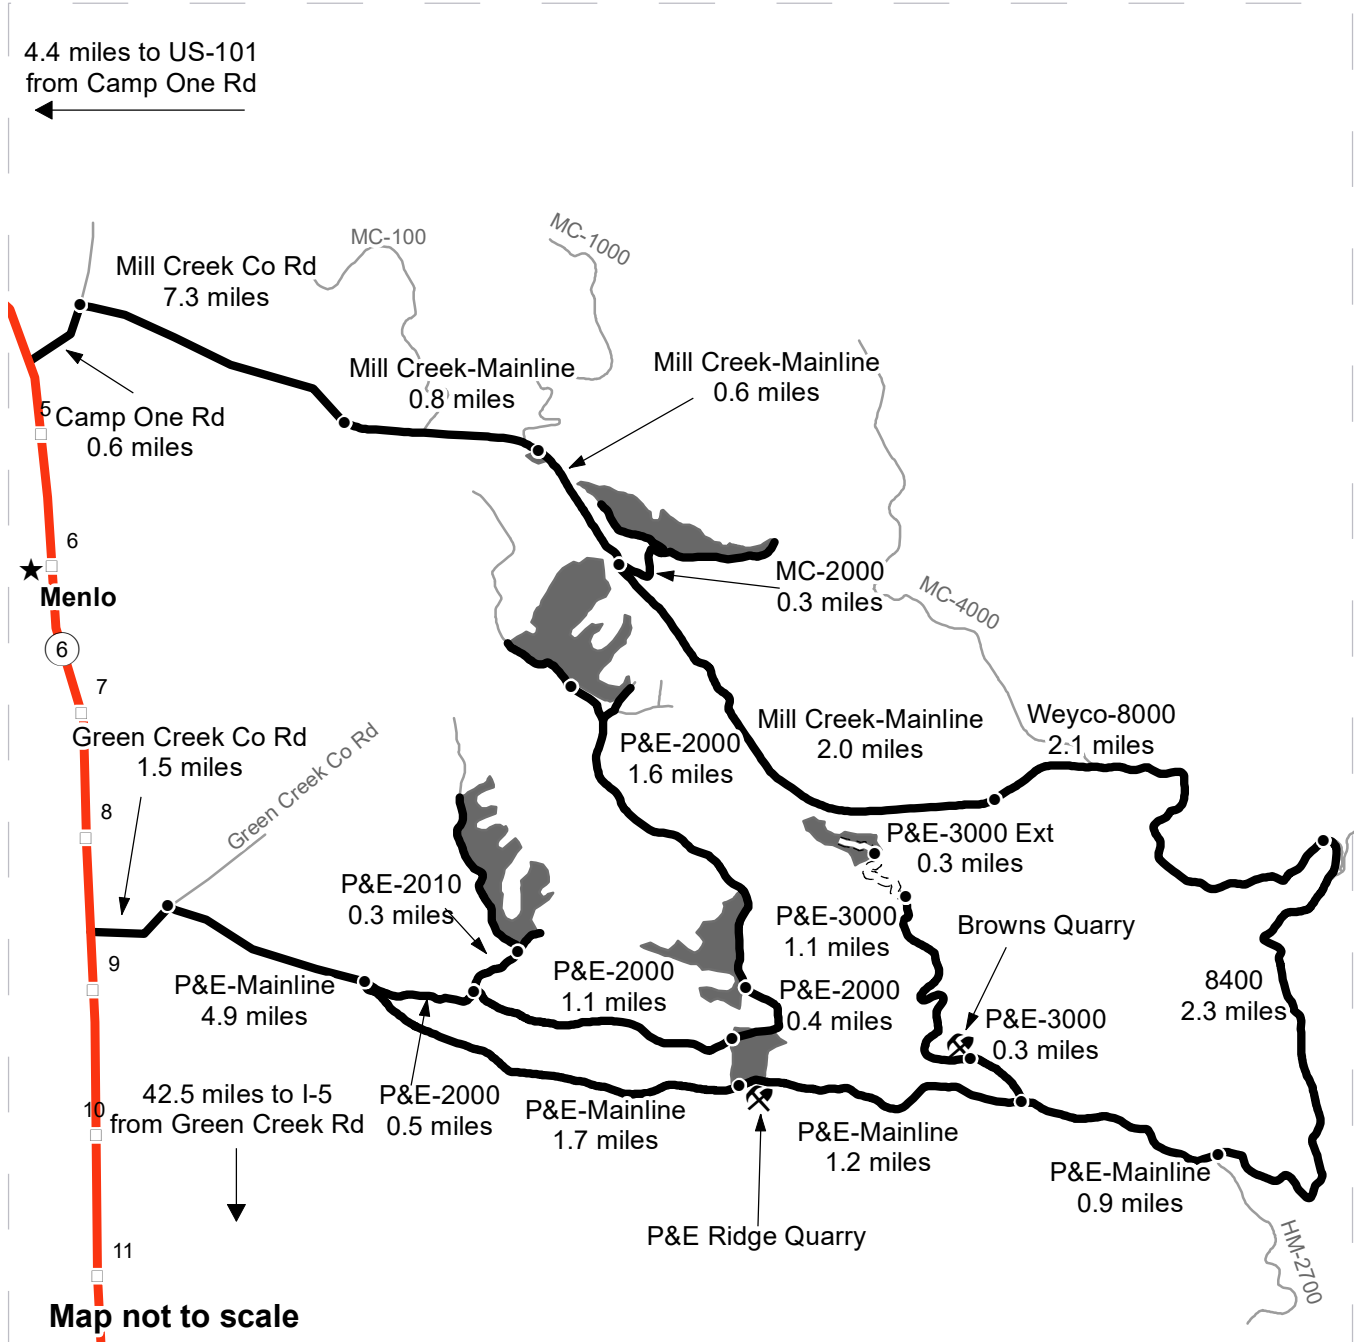 4.4 miles to US-101
from Camp One Rd
MC-100
MC-1000
Mill Creek Co Rd
7.3 miles
Mill Creek-Mainline
0.8 miles
Mill Creek-Mainline
0.6 miles
5
Camp One Rd
0.6 miles
6
Menlo
6
MC-2000
0.3 miles
MC-4000
7
Green Creek Co Rd
1.5 miles
Green Creek Co Rd
P&E-2000
1.6 miles
Mill Creek-Mainline
2.0 miles
Weyco-8000
2.1 miles
8
P&E-3000 Ext
0.3 miles
P&E-2010
0.3 miles
P&E-3000
1.1 miles
Browns Quarry
9
P&E-Mainline
4.9 miles
P&E-2000
1.1 miles
P&E-2000
0.4 miles
8400
2.3 miles
P&E-3000
0.3 miles
10
42.5 miles to I-5
from Green Creek Rd
P&E-2000
0.5 miles
P&E-Mainline
1.7 miles
P&E-Mainline
1.2 miles
P&E-Mainline
0.9 miles
P&E Ridge Quarry
11
HM-2700
Map not to scale